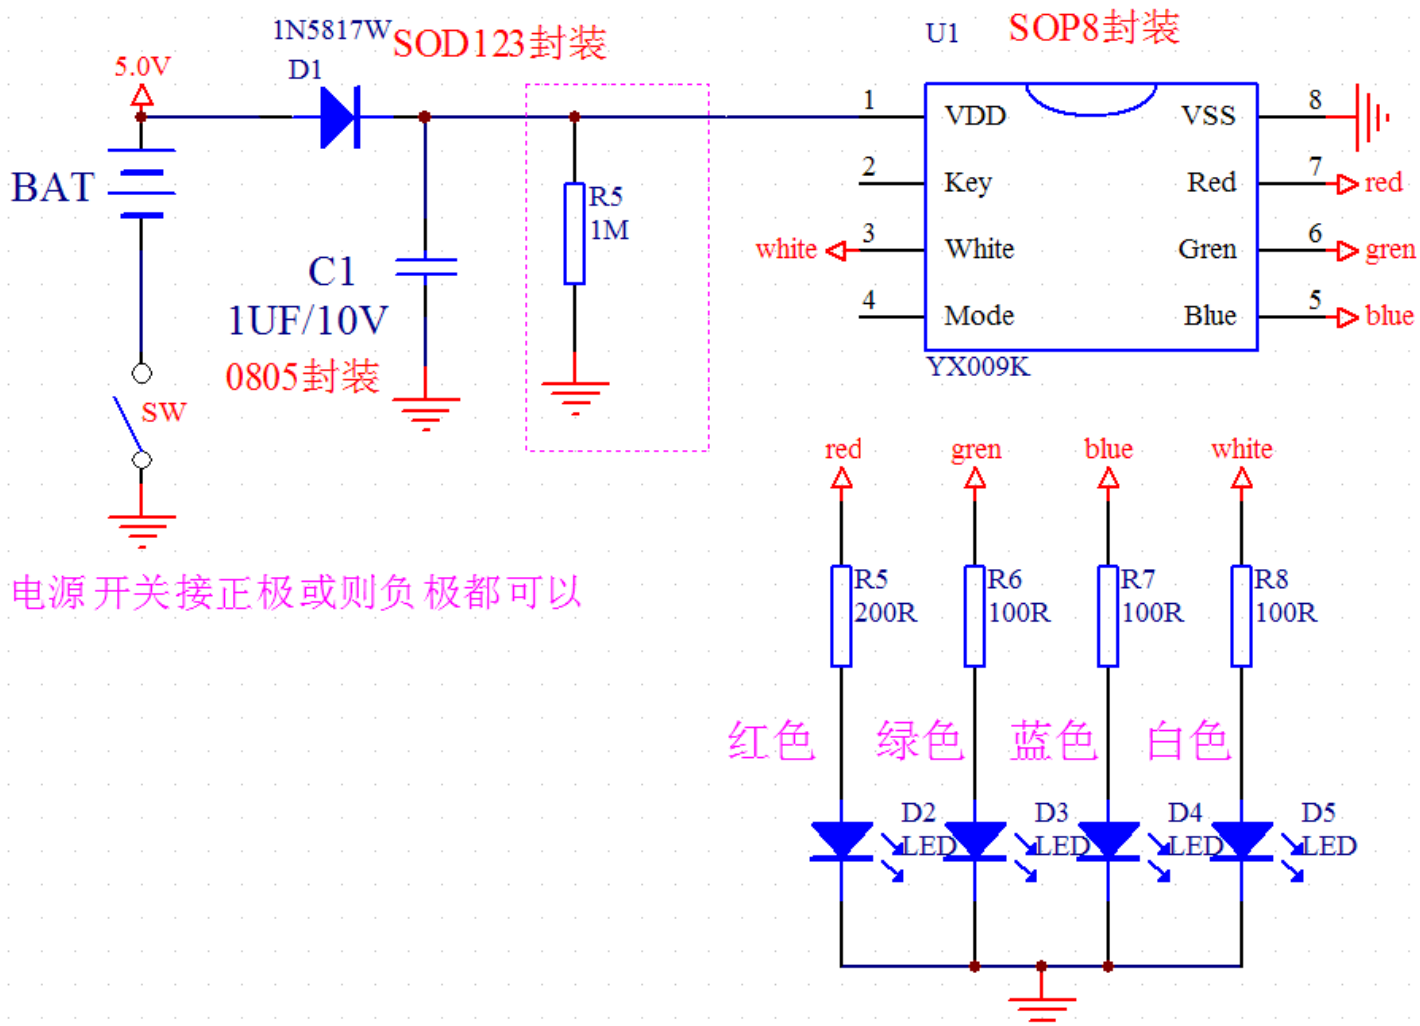 1N5817W
SOD123封装
D1
5.0V
BAT
C1
1UF/10V
0805封装
R5
1M
SW
电源开关接正极或则负极都可以
U1
SOP8封装
1
VDD
VSS
8
2
Key
Red
7
red
white
3
White
Gren
6
gren
4
Mode
Blue
5
blue
YX009K
red
gren
blue
white
R5
200R
R6
100R
R7
100R
R8
100R
红色
绿色
蓝色
白色
D2
LED
D3
LED
D4
LED
D5
LED